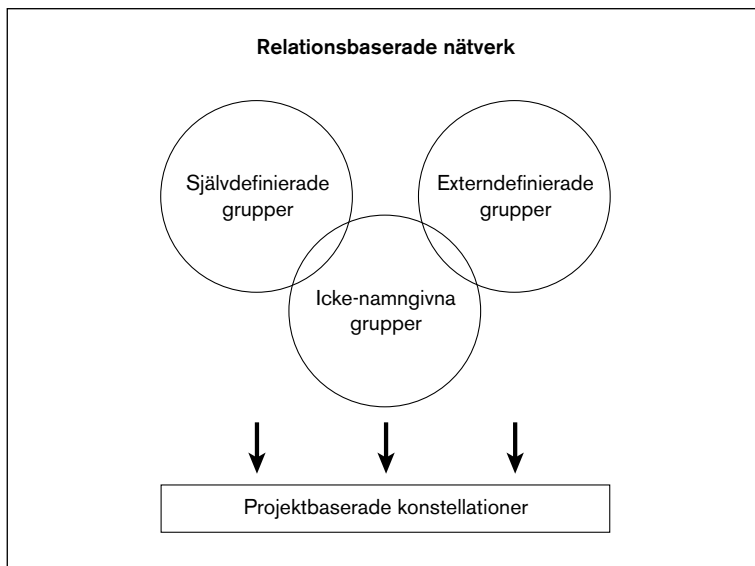 Relationsbaserade nätverk
Självdefinierade
grupper
Externdefinierade
grupper
Icke-namngivna
grupper
Projektbaserade konstellationer